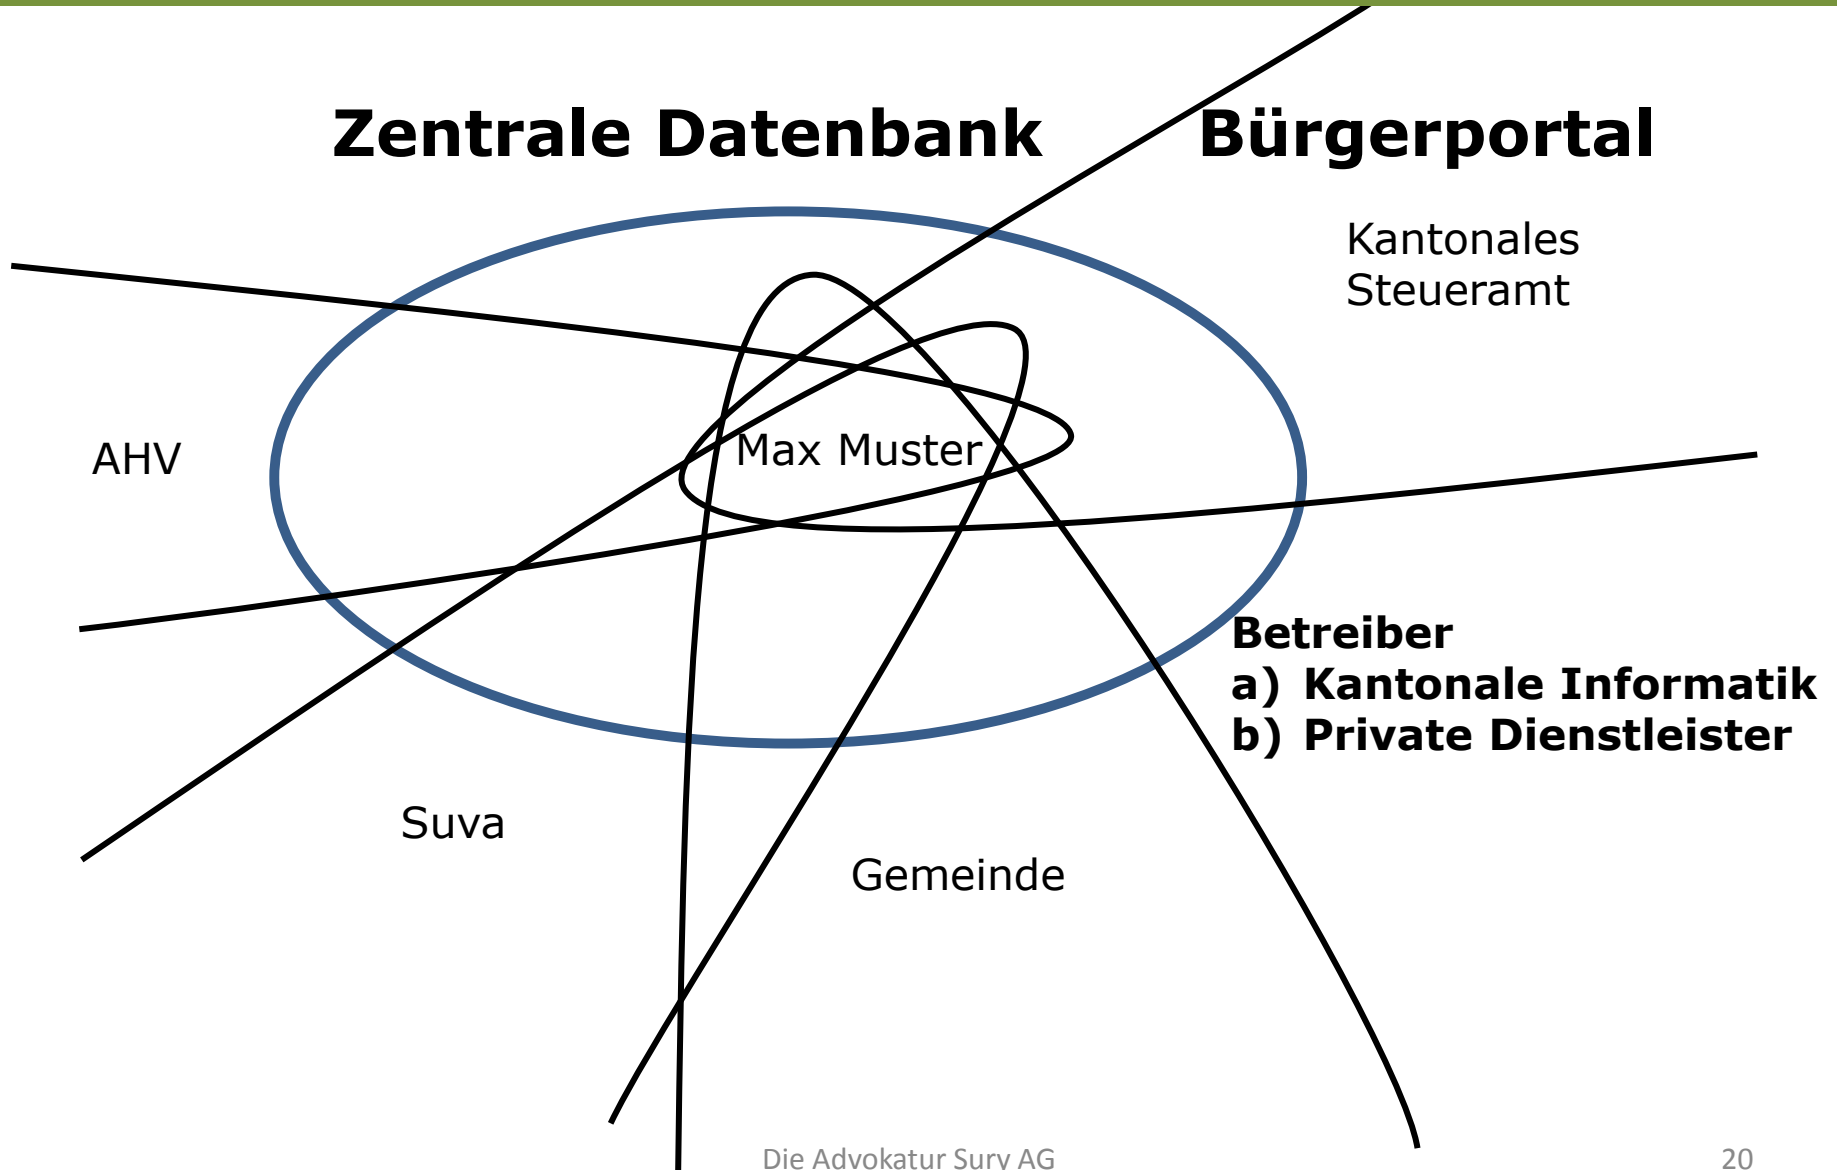 Zentrale Datenbank
Bürgerportal
Kantonales
Steueramt
AHV
Max Muster
Betreiber
a) Kantonale Informatik
b) Private Dienstleister
Suva
Gemeinde
Die Advokatur Sury AG
20